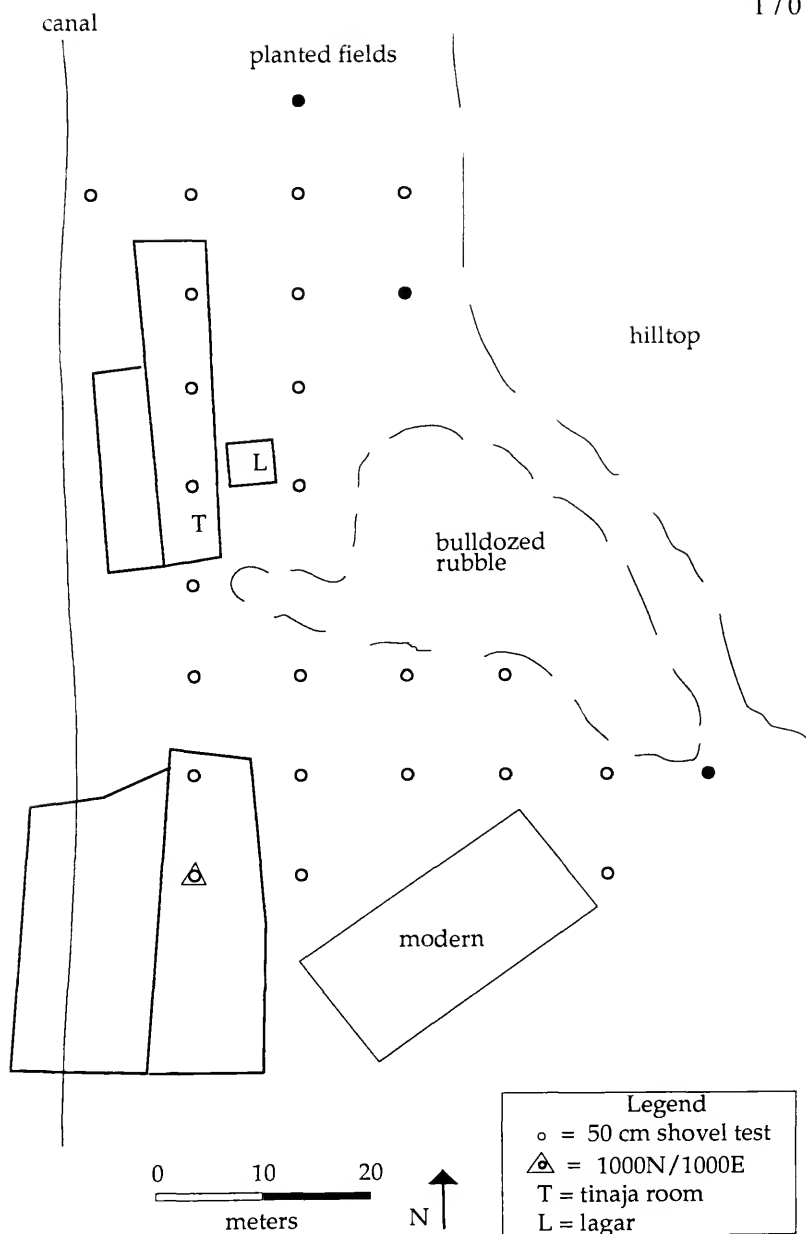 170
canal
planted fields
hilltop
L
T
bulldozed
rubble
modern
Legend
= 50 cm shovel test
= 1000N/1000E
T = tinaja room
L = lagar
0 10 20
meters
N